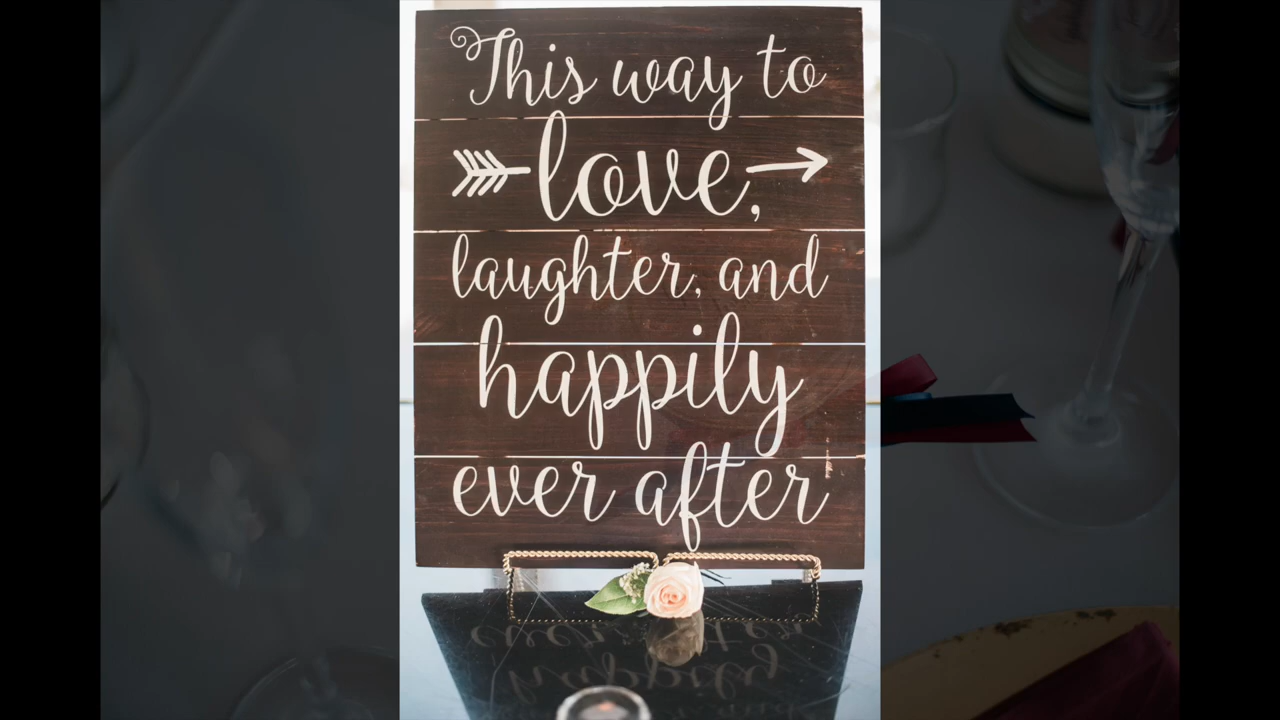 This way to
love,
laughter, and
happily
ever after